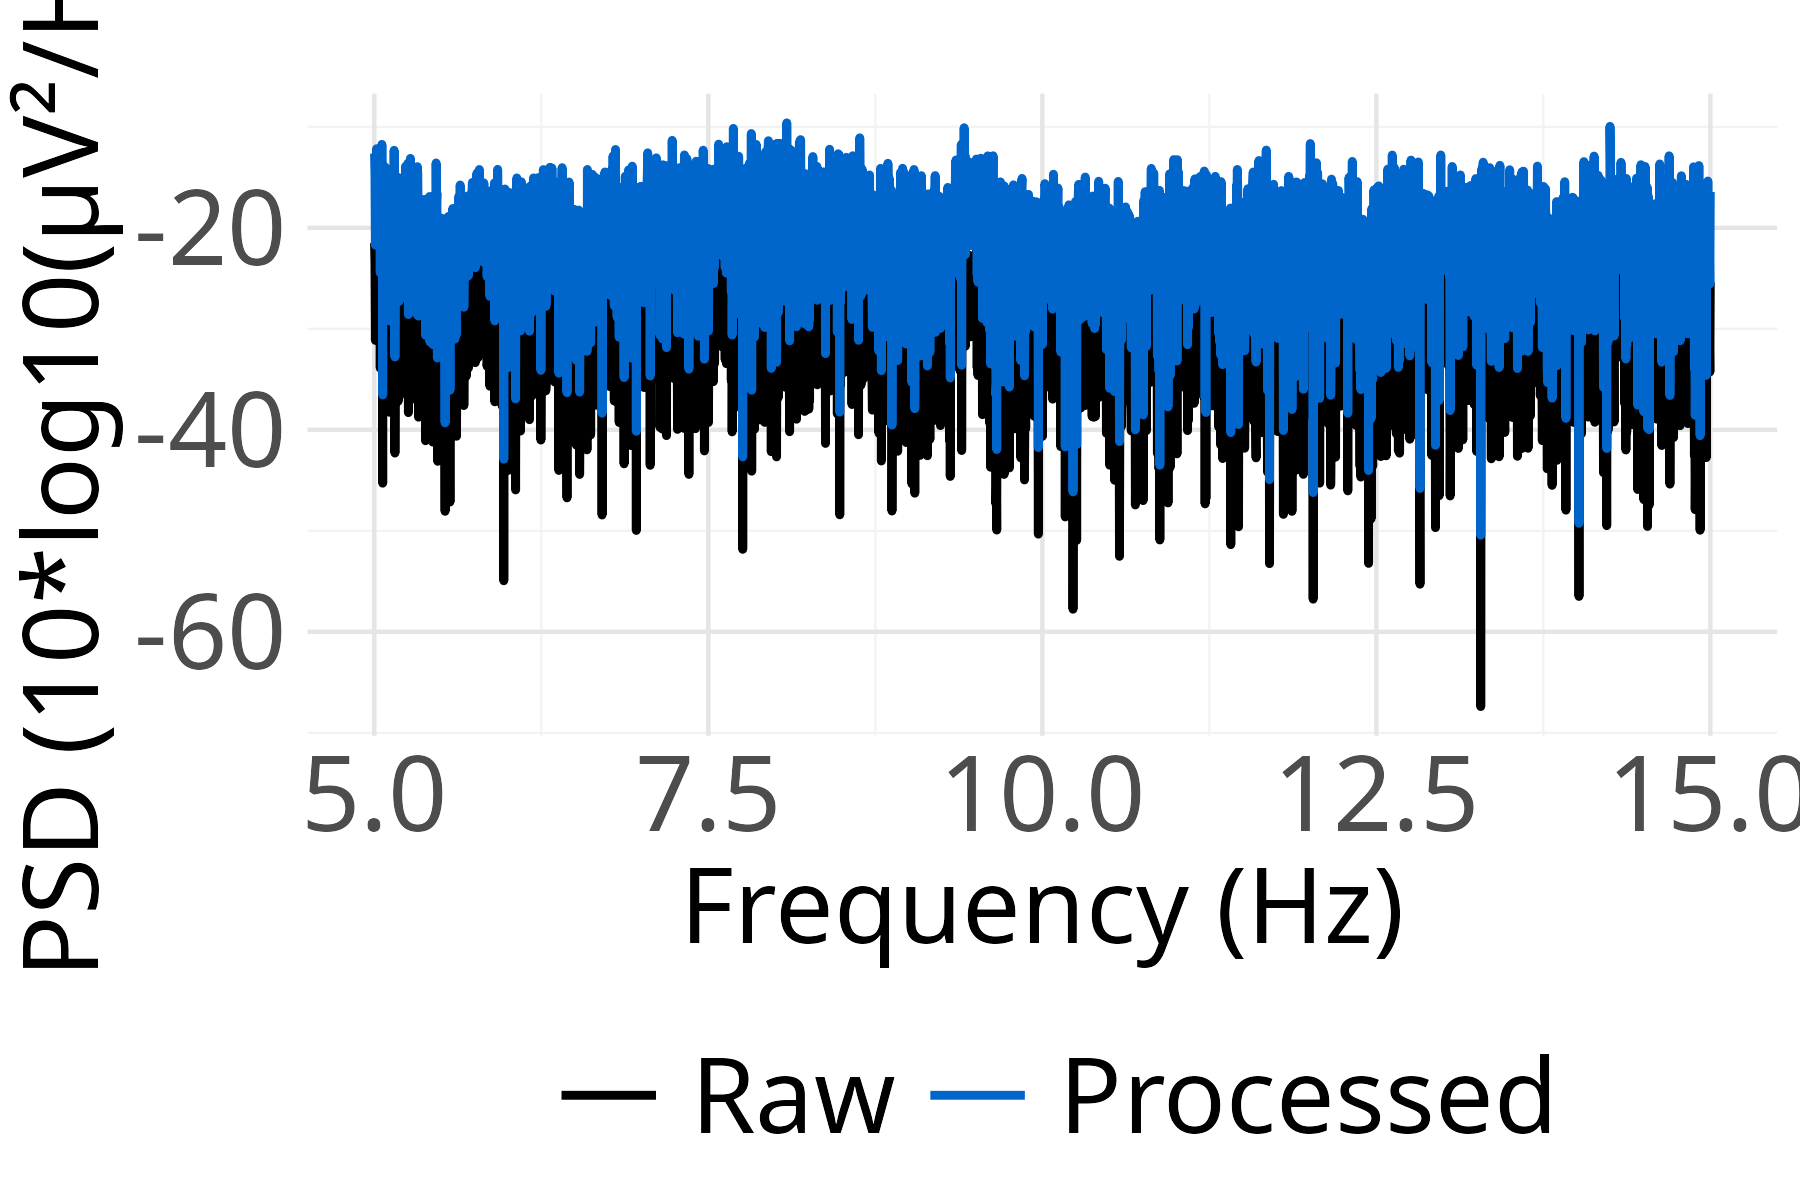 PSD (10*log10(µV²/H
-20
-40
-60
5.0 7.5 10.0 12.5 15.0
Frequency (Hz)
Raw Processed